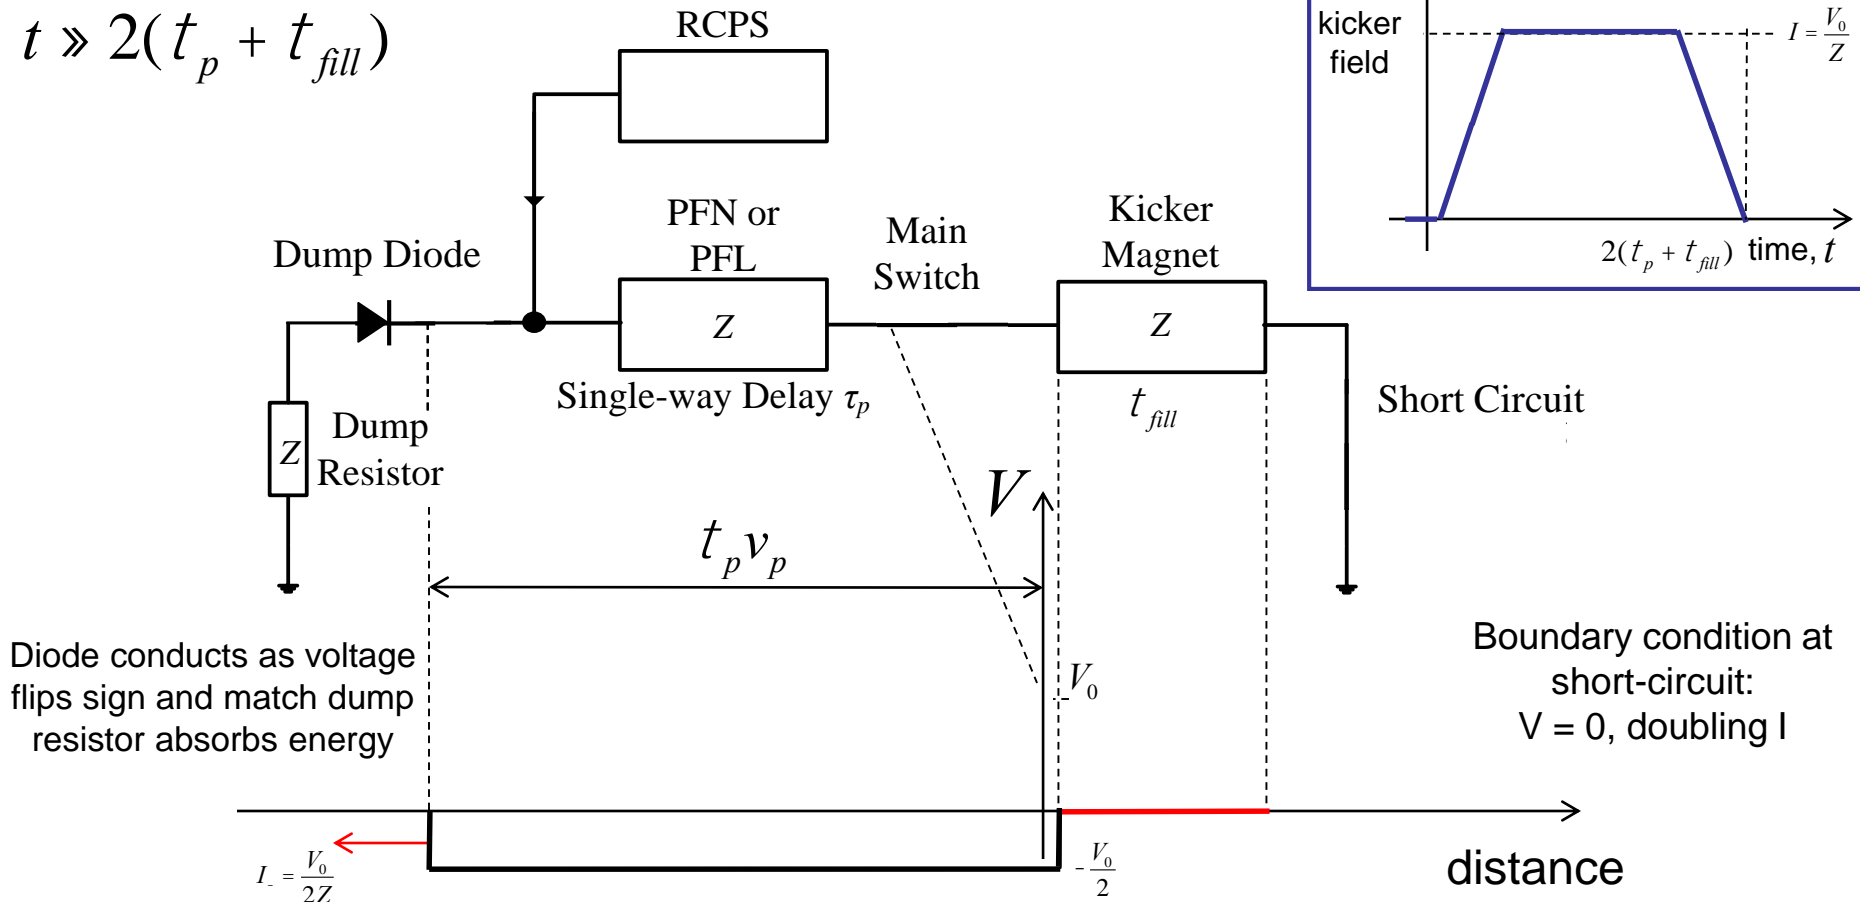 t » 2(t_p + t_fill)
RCPS
kicker
field
I = V₀/Z
2(t_p + t_fill) time, t
PFN or
PFL
Kicker
Magnet
Main
Switch
Dump Diode
Z
Z
Single-way Delay τ_p
t_fill
Short Circuit
Z
Dump
Resistor
V
t_p v_p
Diode conducts as voltage
flips sign and match dump
resistor absorbs energy
V₀
Boundary condition at
short-circuit:
V = 0, doubling I
I₋ = V₀/2Z
-V₀/2
distance